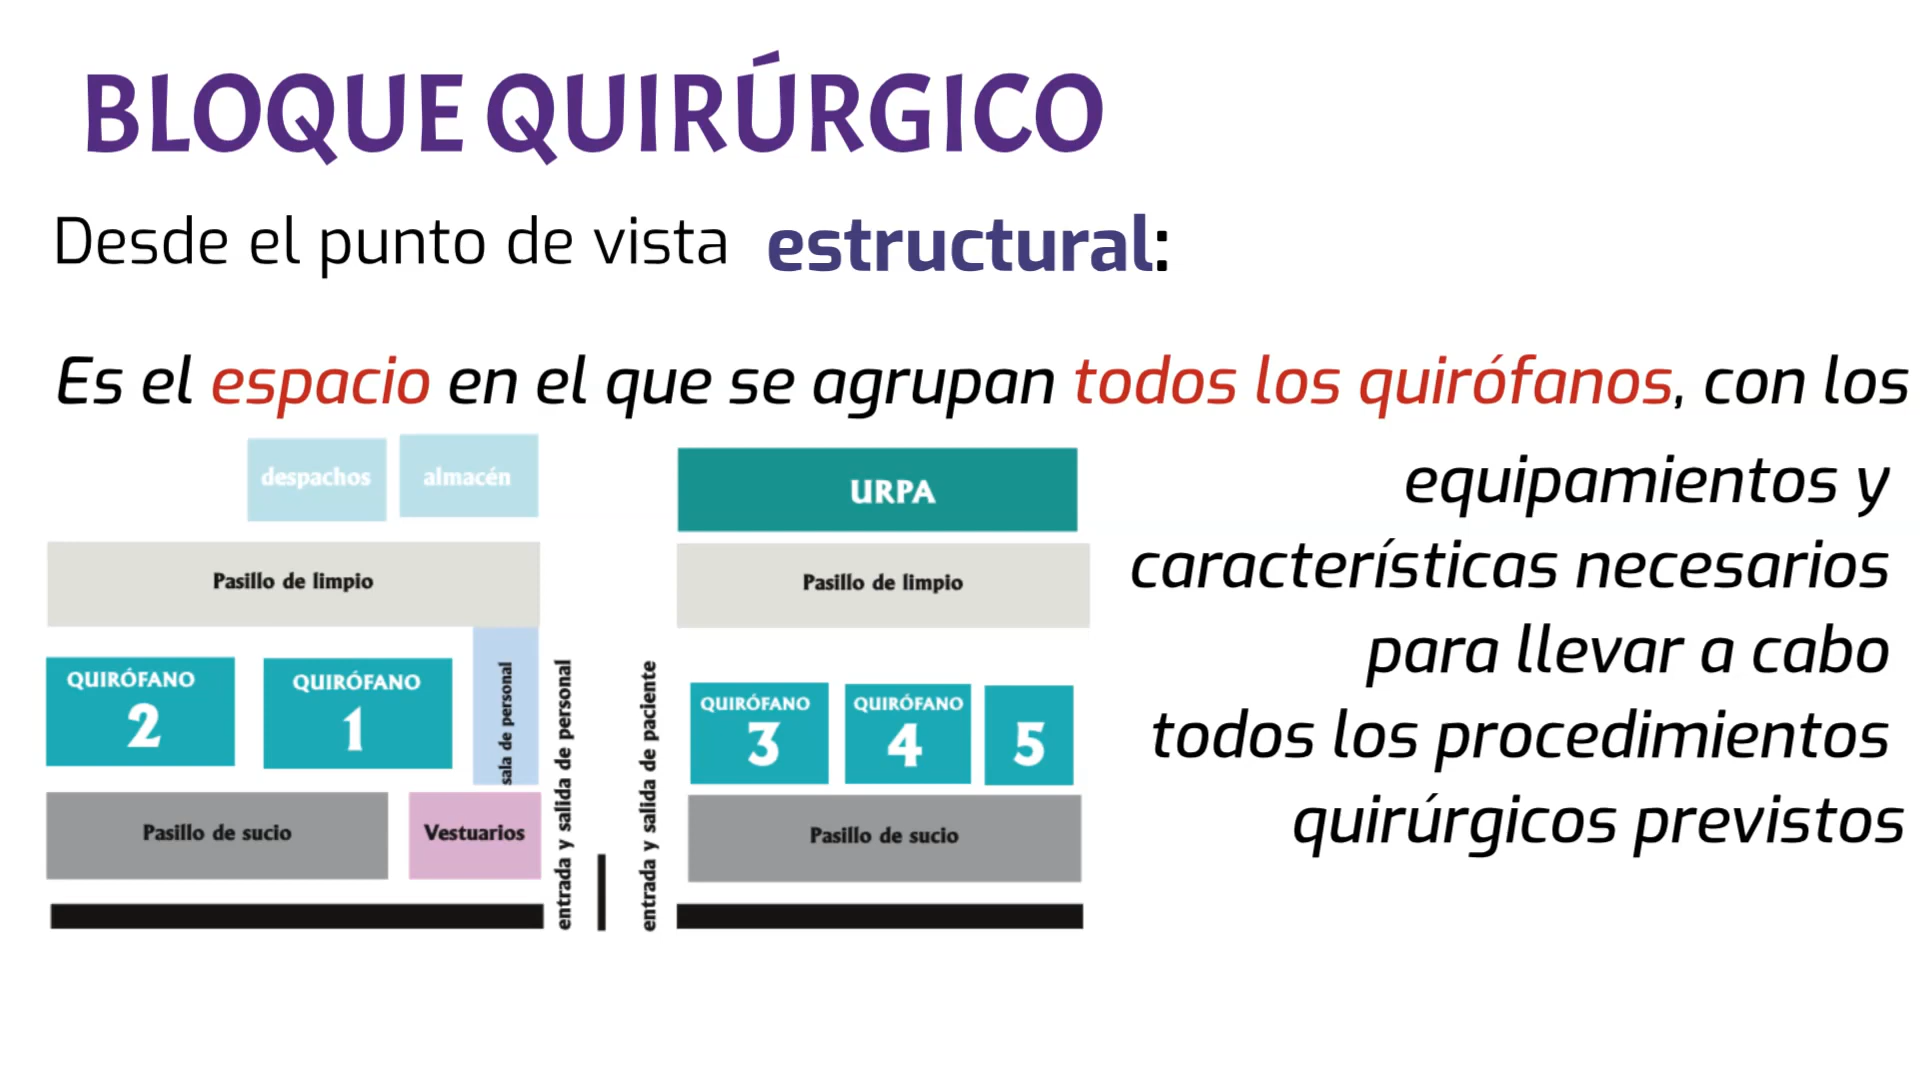 BLOQUE QUIRÚRGICO
Desde el punto de vista estructural:
Es el espacio en el que se agrupan todos los quirófanos, con los
equipamientos y
características necesarios
para llevar a cabo
todos los procedimientos
quirúrgicos previstos
despachos
almacén
Pasillo de limpio
QUIRÓFANO
2
QUIRÓFANO
1
sala de personal
Pasillo de sucio
Vestuarios
entrada y salida de personal
entrada y salida de paciente
URPA
Pasillo de limpio
QUIRÓFANO
3
QUIRÓFANO
4
5
Pasillo de sucio